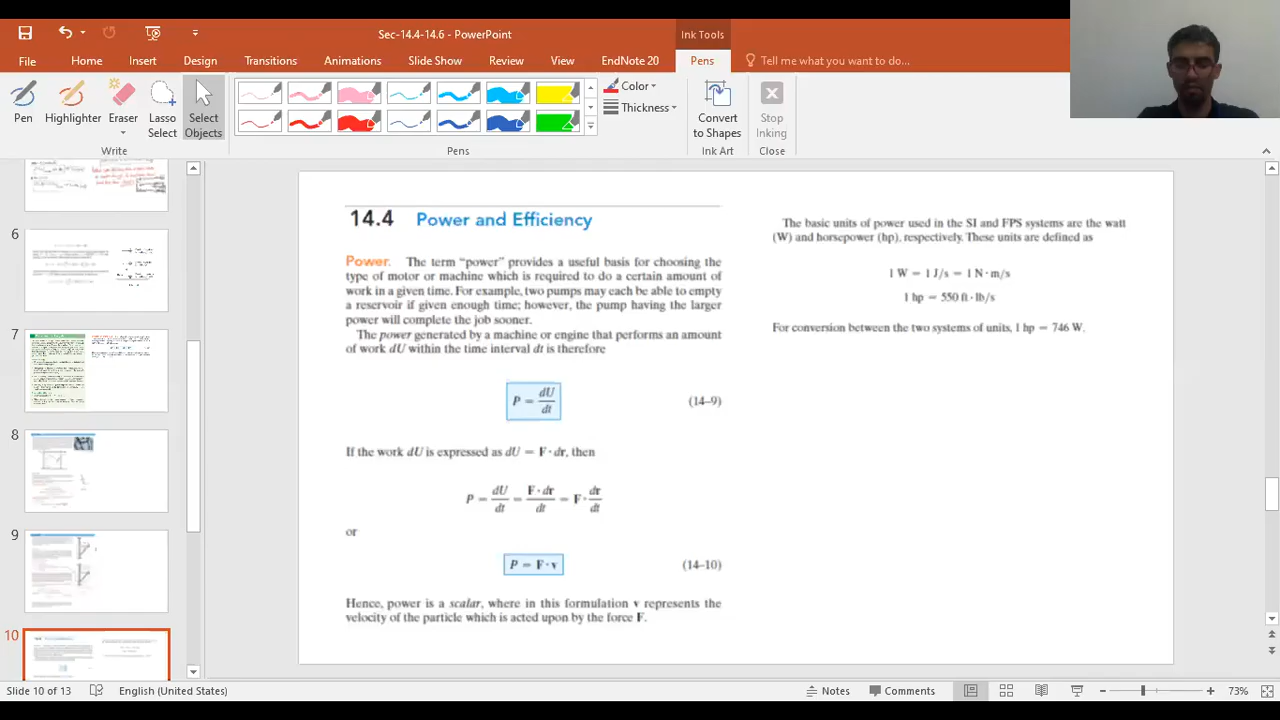 Sec-14.4-14.6 - PowerPoint
Ink Tools
File
Home
Insert
Design
Transitions
Animations
Slide Show
Review
View
EndNote 20
Pens
Tell me what you want to do...
Pen
Highlighter
Eraser
Lasso
Select
Select
Objects
Color
Thickness
Convert
to Shapes
Stop
Inking
Write
Pens
Ink Art
Close
6
7
8
9
10
14.4 Power and Efficiency
Power. The term "power" provides a useful basis for choosing the
type of motor or machine which is required to do a certain amount of
work in a given time. For example, two pumps may each be able to empty
a reservoir if given enough time; however, the pump having the larger
power will complete the job sooner.
The power generated by a machine or engine that performs an amount
of work dU within the time interval dt is therefore
P = dU/dt (14–9)
If the work dU is expressed as dU = F · dr, then
P = dU/dt = F · dr/dt = F · dr/dt
or
P = F · v (14–10)
Hence, power is a scalar, where in this formulation v represents the
velocity of the particle which is acted upon by the force F.
The basic units of power used in the SI and FPS systems are the watt
(W) and horsepower (hp), respectively. These units are defined as
1 W = 1 J/s = 1 N · m/s
1 hp = 550 ft · lb/s
For conversion between the two systems of units, 1 hp = 746 W.
Slide 10 of 13
English (United States)
Notes
Comments
73%